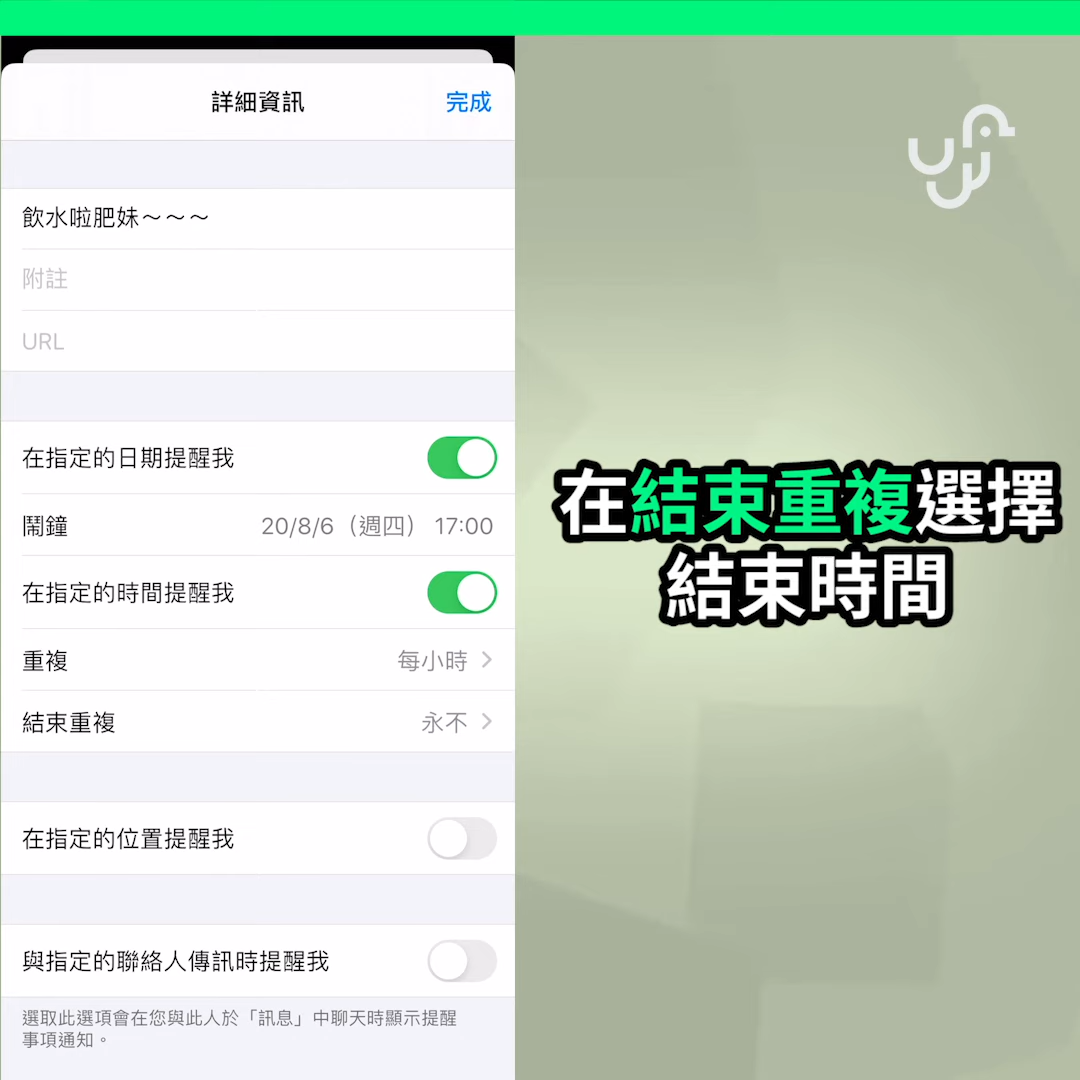 詳細資訊
完成
飲水啦肥妹～～～
附註
URL
在指定的日期提醒我
鬧鐘
20/8/6（週四） 17:00
在指定的時間提醒我
重複
每小時
結束重複
永不
在指定的位置提醒我
與指定的聯絡人傳訊時提醒我
選取此選項會在您與此人於「訊息」中聊天時顯示提醒
事項通知。
在結束重複選擇
結束時間